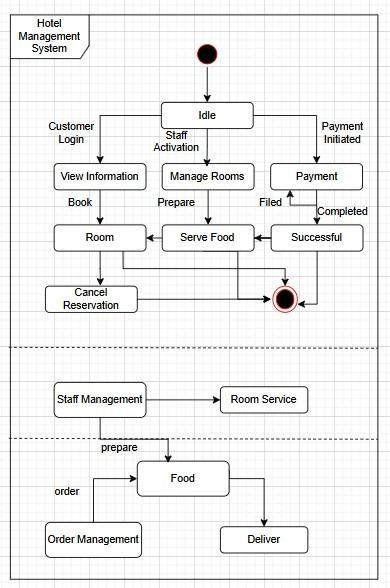 Hotel
Management
System
Idle
Customer
Login
Staff
Activation
Payment
Initiated
View Information
Manage Rooms
Payment
Book
Prepare
Filed
Completed
Room
Serve Food
Successful
Cancel
Reservation
Staff Management
Room Service
prepare
Food
order
Order Management
Deliver